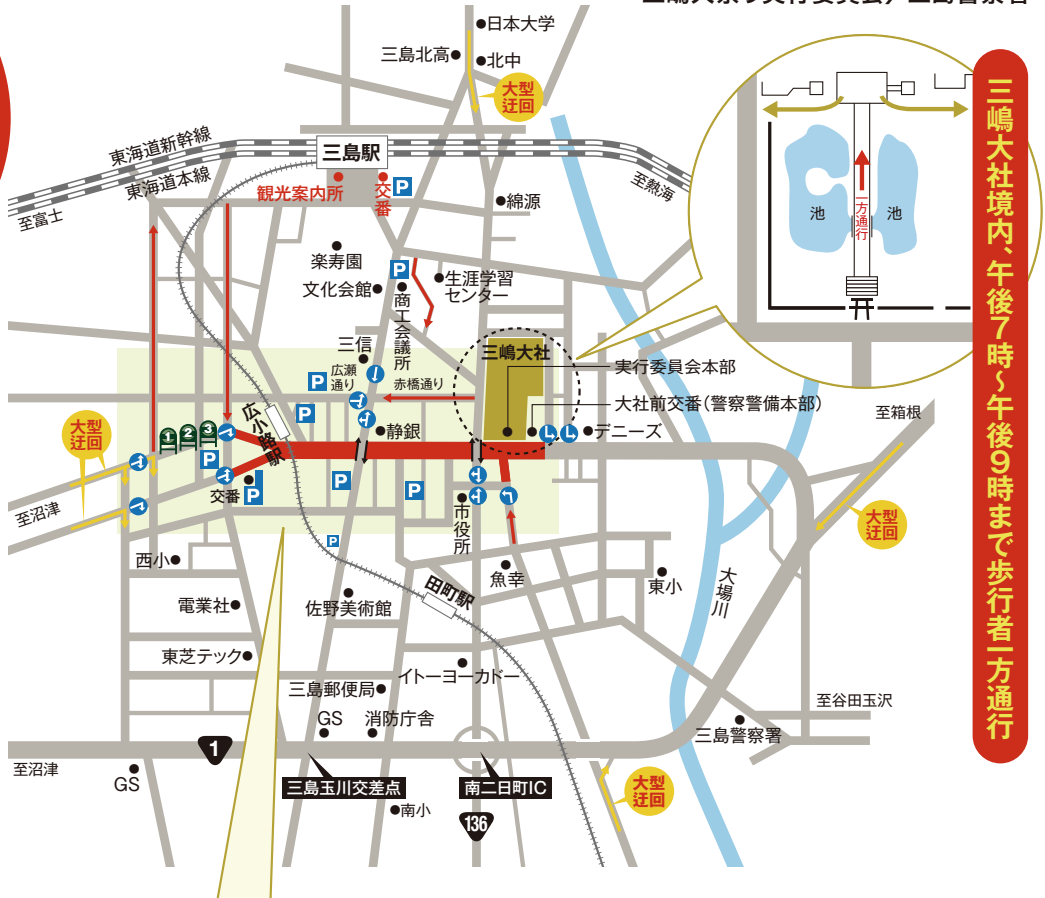 日本大学
三島北高
北中
大型
迂回
東海道新幹線
東海道本線
至富士
三島駅
至熱海
観光案内所
交番
P
綿源
楽寿園
文化会館
P
商工会議所
生涯学習
センター
三信
広瀬
通り
赤橋通り
P
P
三嶋大社
実行委員会本部
大社前交番(警察警備本部)
デニーズ
静銀
至箱根
大型
迂回
1
2
3
P
広小路駅
交番
P
P
P
市役所
至沼津
大型
迂回
P
西小
電業社
東芝テック
佐野美術館
田町駅
魚幸
東小
大場川
イトーヨーカドー
三島郵便局
GS
消防庁舎
至谷田玉沢
三島警察署
至沼津
1
GS
三島玉川交差点
南二日町IC
南小
136
大型
迂回
池
池
一方通行
三嶋大社境内、午後7時~午後9時まで歩行者一方通行